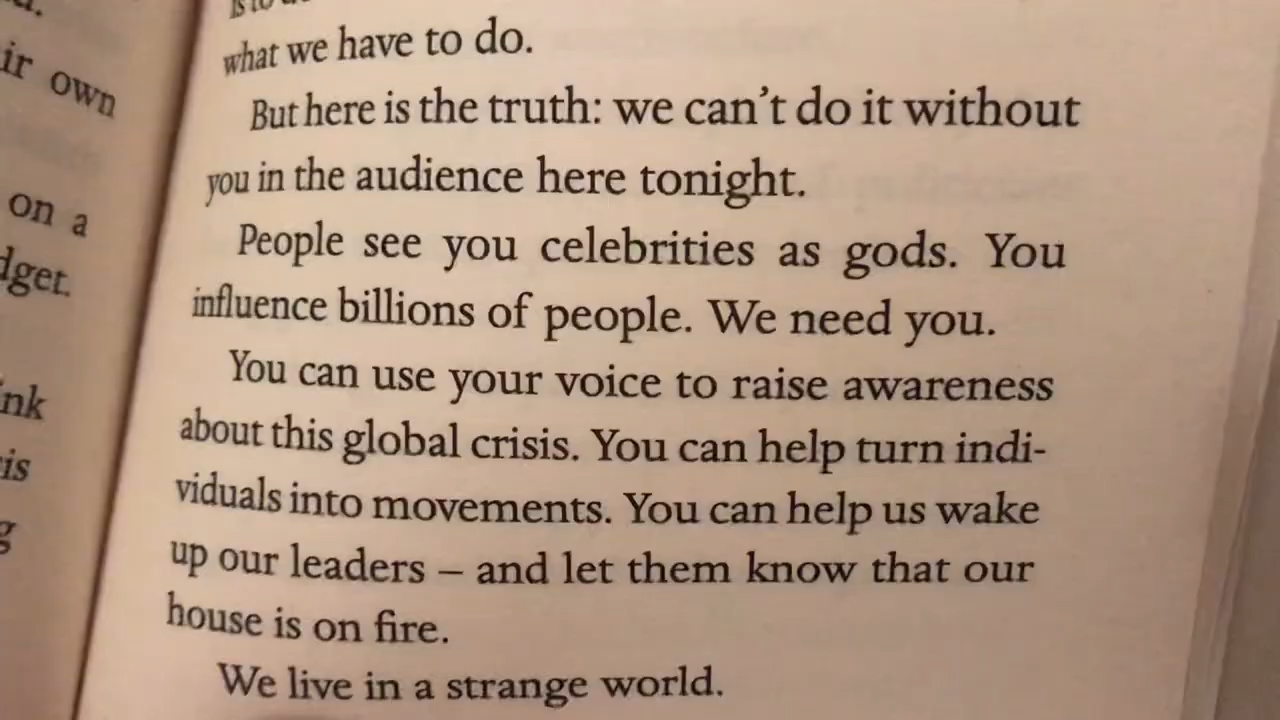 ir own
on a
what we have to do.
But here is the truth: we can't do it without
you in the audience here tonight.
People see you celebrities as gods. You
influence billions of people. We need you.
You can use your voice to raise awareness
about this global crisis. You can help turn indi-
viduals into movements. You can help us wake
up our leaders – and let them know that our
house is on fire.
We live in a strange world.